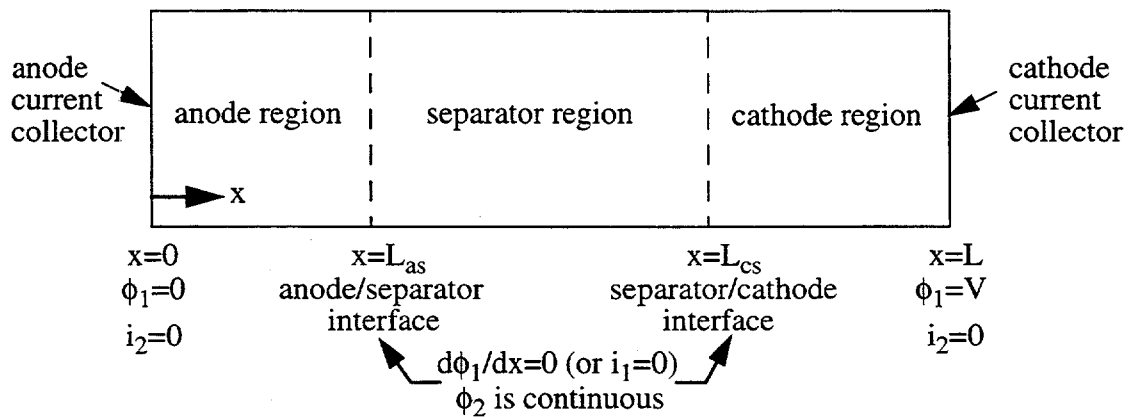 anode
current
collector
anode region
separator region
cathode region
cathode
current
collector
x
x=0
ϕ₁=0
i₂=0
x=Lₐₛ
anode/separator
interface
x=L_cs
separator/cathode
interface
x=L
ϕ₁=V
i₂=0
dϕ₁/dx=0 (or i₁=0)
ϕ₂ is continuous